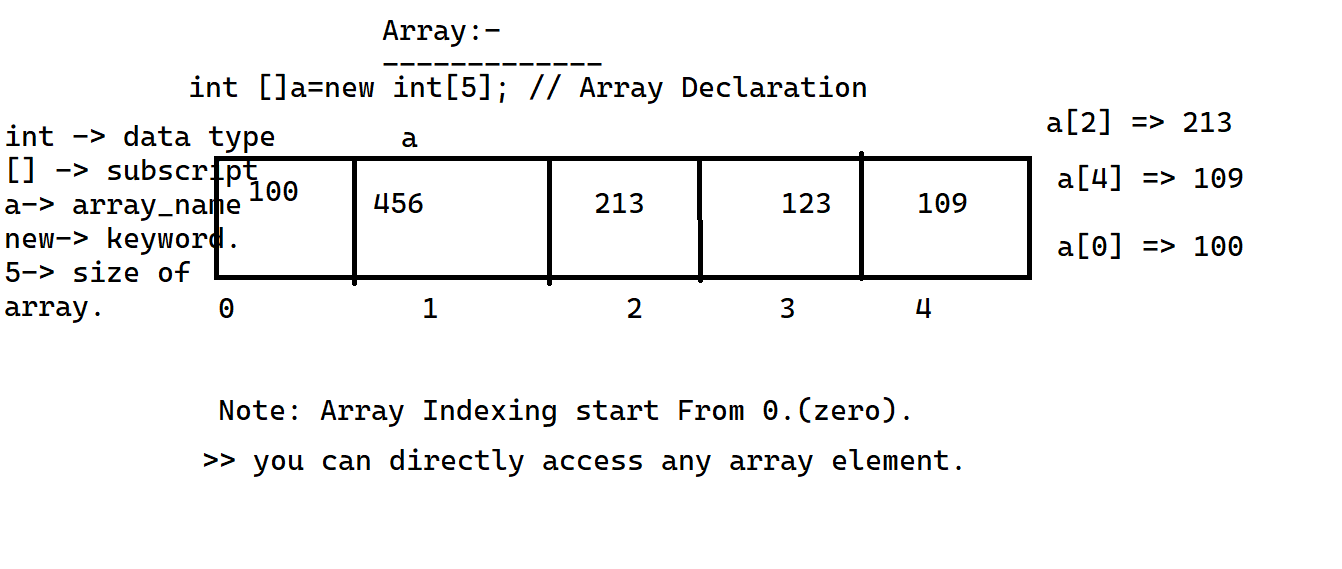 Array:-
-------------
int []a=new int[5]; // Array Declaration
int -> data type
[] -> subscript
a-> array_name
new-> keyword.
5-> size of
array.
a
100 456 213 123 109
0 1 2 3 4
a[2] => 213
a[4] => 109
a[0] => 100
Note: Array Indexing start From 0.(zero).
>> you can directly access any array element.